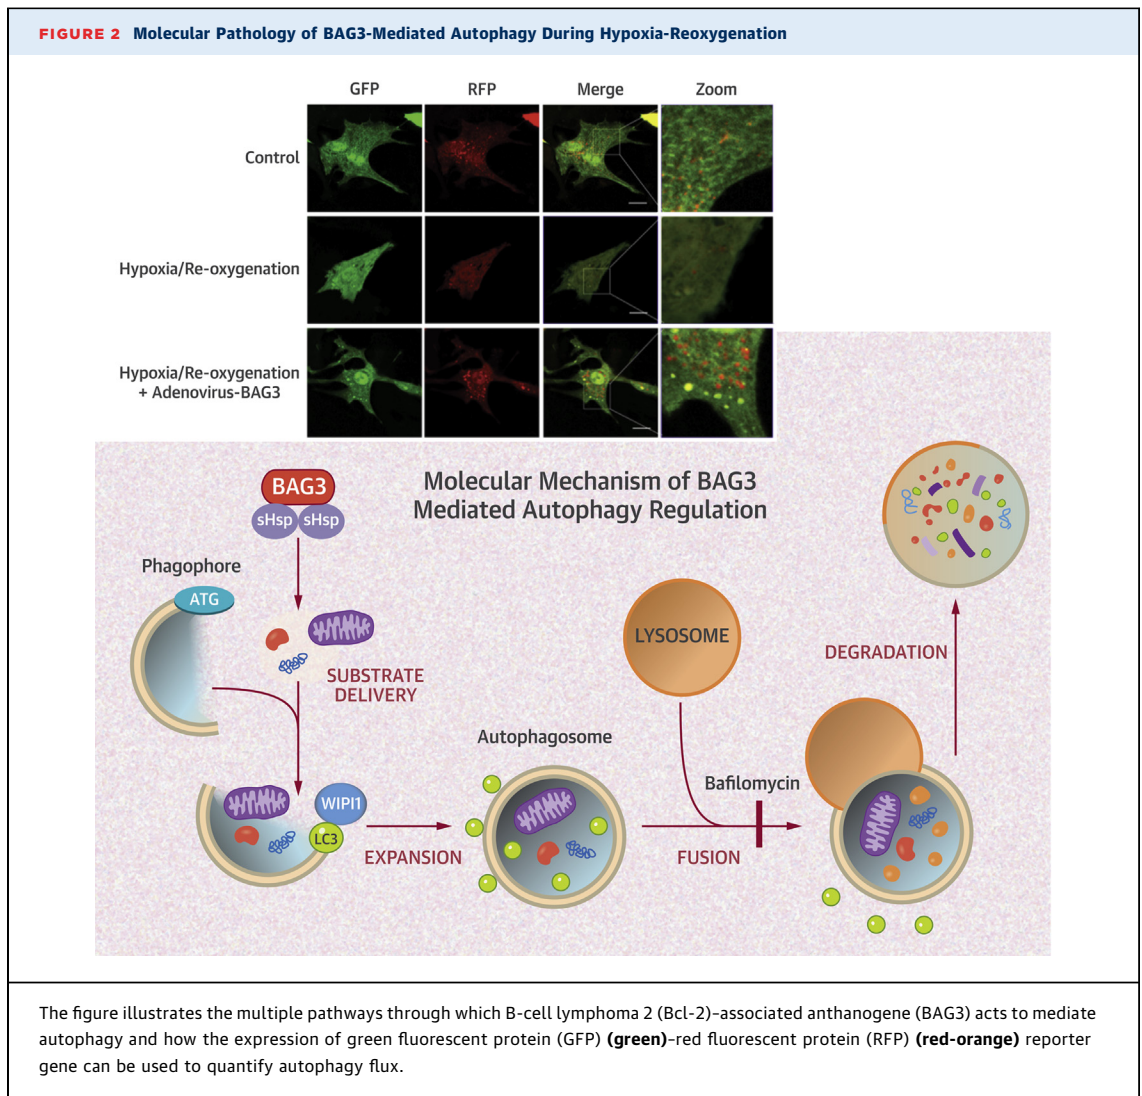 FIGURE 2 Molecular Pathology of BAG3-Mediated Autophagy During Hypoxia-Reoxygenation
GFP RFP Merge Zoom
Control
Hypoxia/Re-oxygenation
Hypoxia/Re-oxygenation
+ Adenovirus-BAG3
Molecular Mechanism of BAG3
Mediated Autophagy Regulation
BAG3
sHsp sHsp
Phagophore
ATG
SUBSTRATE
DELIVERY
LYSOSOME
DEGRADATION
Autophagosome
Bafilomycin
WIPI1
LC3
EXPANSION
FUSION
The figure illustrates the multiple pathways through which B-cell lymphoma 2 (Bcl-2)-associated anthanogene (BAG3) acts to mediate
autophagy and how the expression of green fluorescent protein (GFP) (green)-red fluorescent protein (RFP) (red-orange) reporter
gene can be used to quantify autophagy flux.